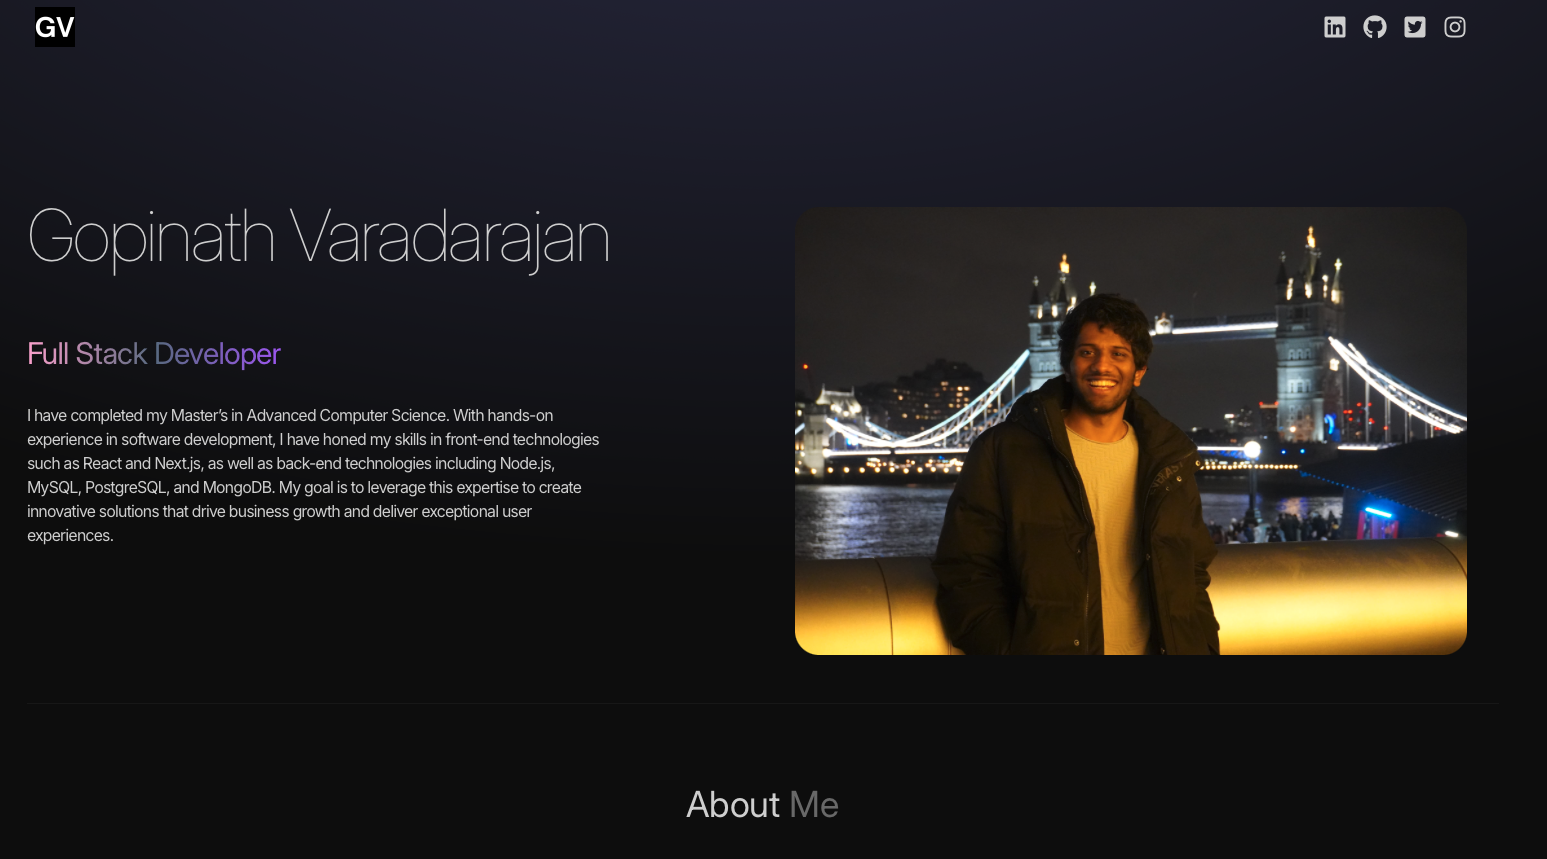 GV
Gopinath Varadarajan
Full Stack Developer
I have completed my Master’s in Advanced Computer Science. With hands-on
experience in software development, I have honed my skills in front-end technologies
such as React and Next.js, as well as back-end technologies including Node.js,
MySQL, PostgreSQL, and MongoDB. My goal is to leverage this expertise to create
innovative solutions that drive business growth and deliver exceptional user
experiences.
About Me